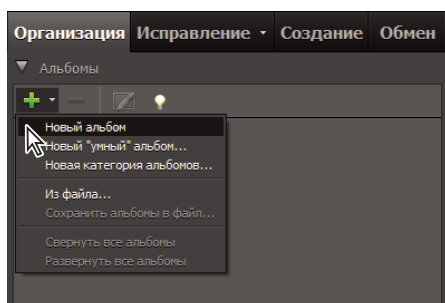 Организация Исправление Создание Обмен
Альбомы
Новый альбом
Новый "умный" альбом...
Новая категория альбомов...
Из файла...
Сохранить альбомы в файл...
Свернуть все альбомы
Развернуть все альбомы